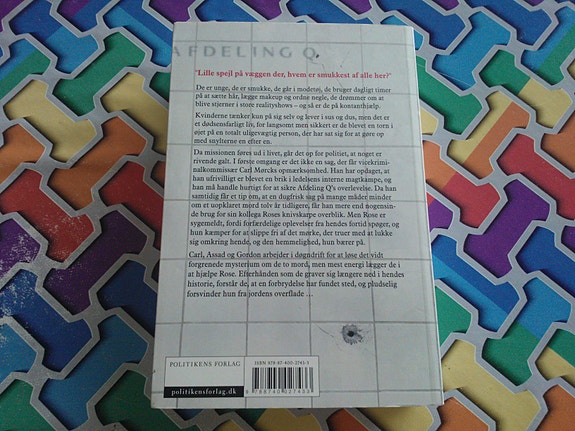 AFDELING Q
"Lille spejl på væggen der, hvem er smukkest af alle her?"
De er unge, de er smukke, de går i modetøj, de bruger dagligt timer
på at sætte hår, lægge makeup og ordne negle, de drømmer om at
blive stjerner i store realityshows – og så er de på kontanthjælp.
Kvinderne tænker kun på sig selv og lever i sus og dus, men det er
et dødsensfarligt liv, for langsomt men sikkert er de blevet en torn i
øjet på en totalt uligevægtig person, der har sat sig for at gøre op
med snylterne en efter en.
Da missionen føres ud i livet, går det op for politiet, at noget er
rivende galt. I første omgang er det ikke en sag, der får vicekrimi-
nalkommissær Carl Mørcks opmærksomhed. Han har opdaget, at
han ufrivilligt er blevet en brik i ledelsens interne magtkampe, og
han må handle hurtigt for at sikre Afdeling Q's overlevelse. Da han
samtidig får et tip om, at en dugfrisk sag på mange måder minder
om et uopklaret mord tolv år tidligere, får han mere end nogensin-
de brug for sin kollega Roses knivskarpe overblik. Men Rose er
sygemeldt, fordi forfærdelige oplevelser fra hendes fortid spøger, og
hun kæmper for at slippe fri af det mørke, der truer med at lukke
sig omkring hende, og den hemmelighed, hun bærer på.
Carl, Assad og Gordon arbejder i døgndrift for at løse det vidt
forgrenede mysterium om de to mord, men mest energi lægger de i
at hjælpe Rose. Efterhånden som de graver sig længere ned i hendes
historie, forstår de, at en forbrydelse har fundet sted, og pludselig
forsvinder hun fra jordens overflade ...
POLITIKENS FORLAG
politikensforlag.dk
ISBN 978-87-400-2743-3
9 788740 027433